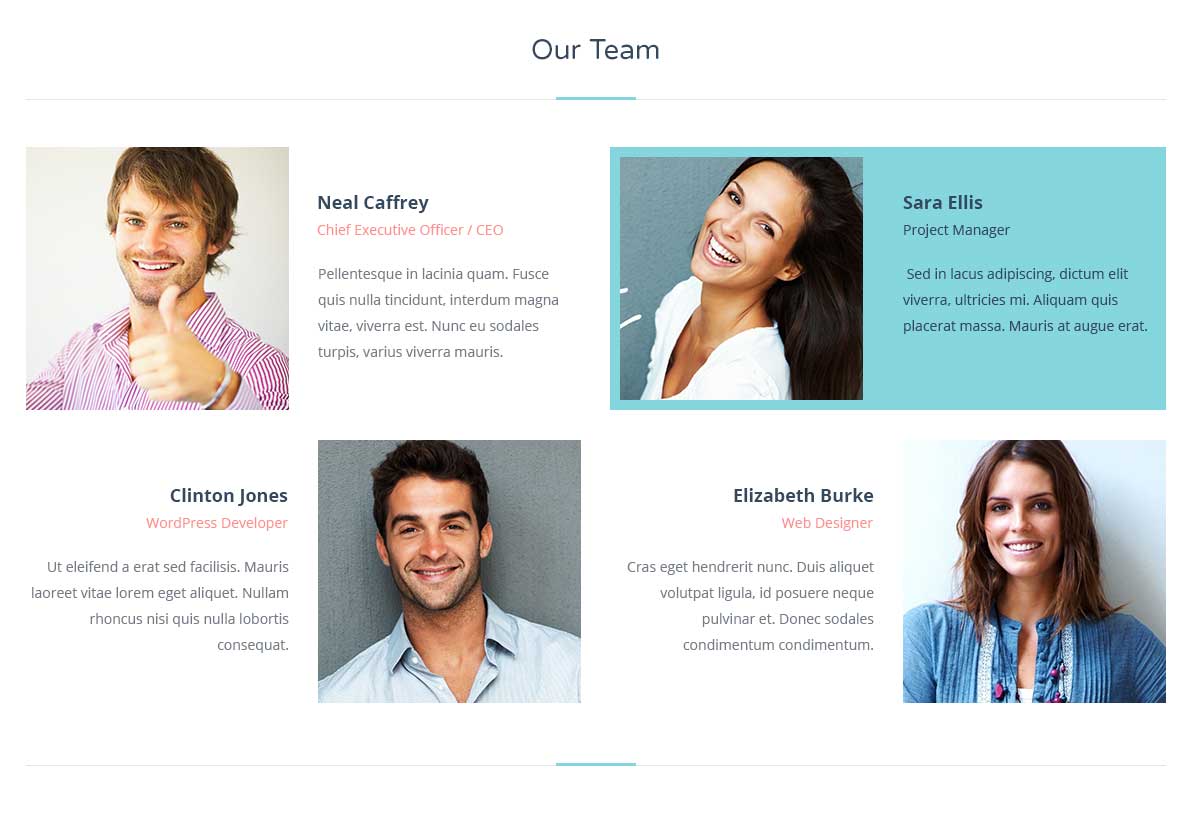 Our Team
Neal Caffrey
Chief Executive Officer / CEO
Pellentesque in lacinia quam. Fusce
quis nulla tincidunt, interdum magna
vitae, viverra est. Nunc eu sodales
turpis, varius viverra mauris.
Sara Ellis
Project Manager
Sed in lacus adipiscing, dictum elit
viverra, ultricies mi. Aliquam quis
placerat massa. Mauris at augue erat.
Clinton Jones
WordPress Developer
Ut eleifend a erat sed facilisis. Mauris
laoreet vitae lorem eget aliquet. Nullam
rhoncus nisi quis nulla lobortis
consequat.
Elizabeth Burke
Web Designer
Cras eget hendrerit nunc. Duis aliquet
volutpat ligula, id posuere neque
pulvinar et. Donec sodales
condimentum condimentum.